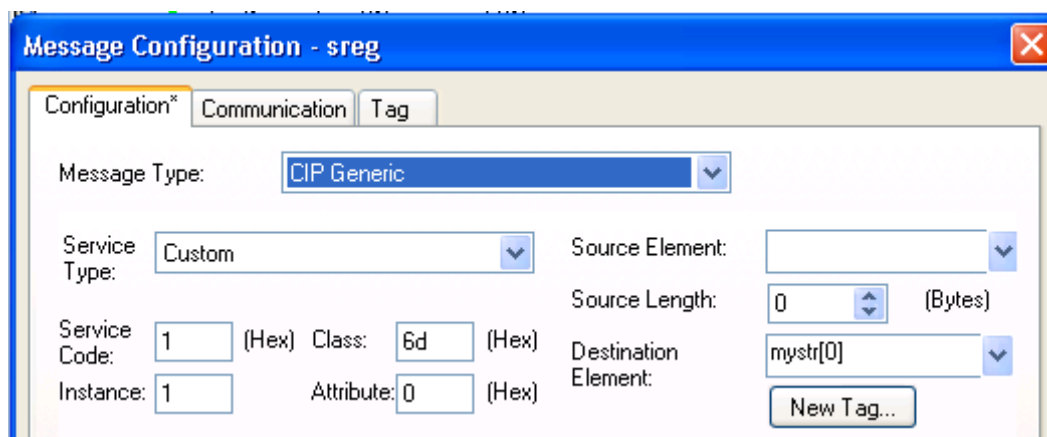 Message Configuration - sreg
Configuration* Communication Tag
Message Type: CIP Generic
Service Type: Custom
Source Element:
Source Length: 0 (Bytes)
Service Code: 1 (Hex) Class: 6d (Hex)
Destination Element: mystr[0]
Instance: 1 Attribute: 0 (Hex)
New Tag...